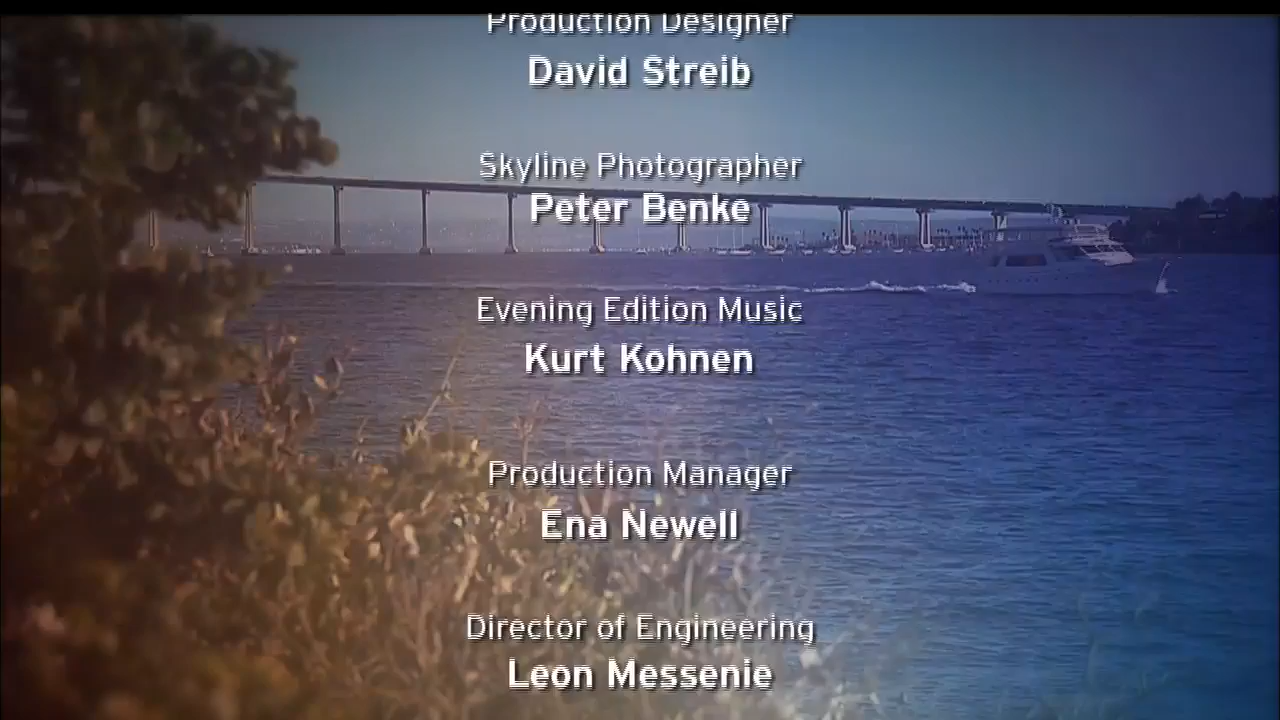 Production Designer
David Streib
Skyline Photographer
Peter Benke
Evening Edition Music
Kurt Kohnen
Production Manager
Ena Newell
Director of Engineering
Leon Messenie